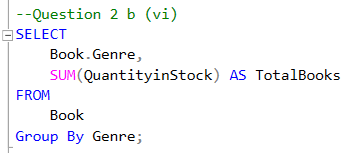 --Question 2 b (vi)
SELECT
Book.Genre,
SUM(QuantityinStock) AS TotalBooks
FROM
Book
Group By Genre;